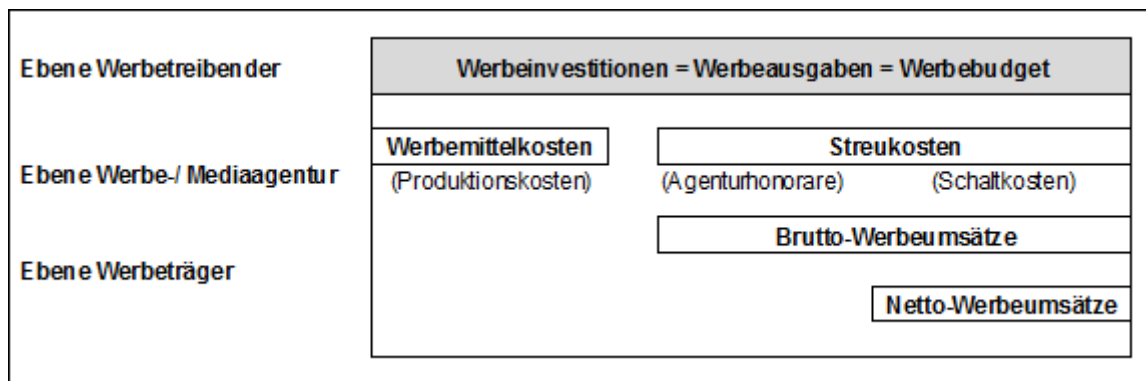 Ebene Werbetreibender
Werbeinvestitionen = Werbeausgaben = Werbebudget
Werbemittelkosten
Streukosten
Ebene Werbe-/ Mediaagentur
(Produktionskosten)
(Agenturhonorare)
(Schaltkosten)
Brutto-Werbeumsätze
Ebene Werbeträger
Netto-Werbeumsätze